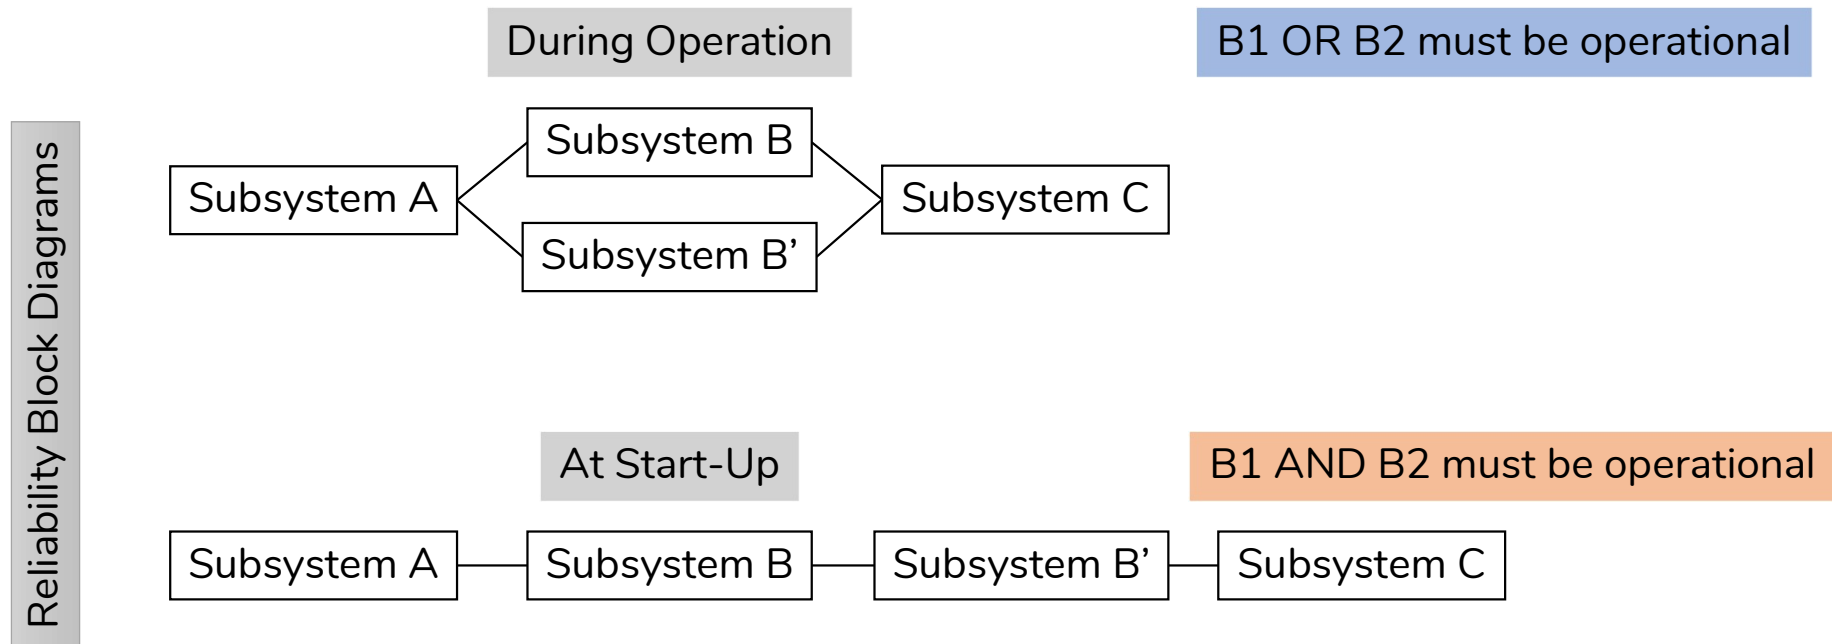 During Operation
B1 OR B2 must be operational
Reliability Block Diagrams
Subsystem B
Subsystem A
Subsystem C
Subsystem B’
At Start-Up
B1 AND B2 must be operational
Subsystem A
Subsystem B
Subsystem B’
Subsystem C